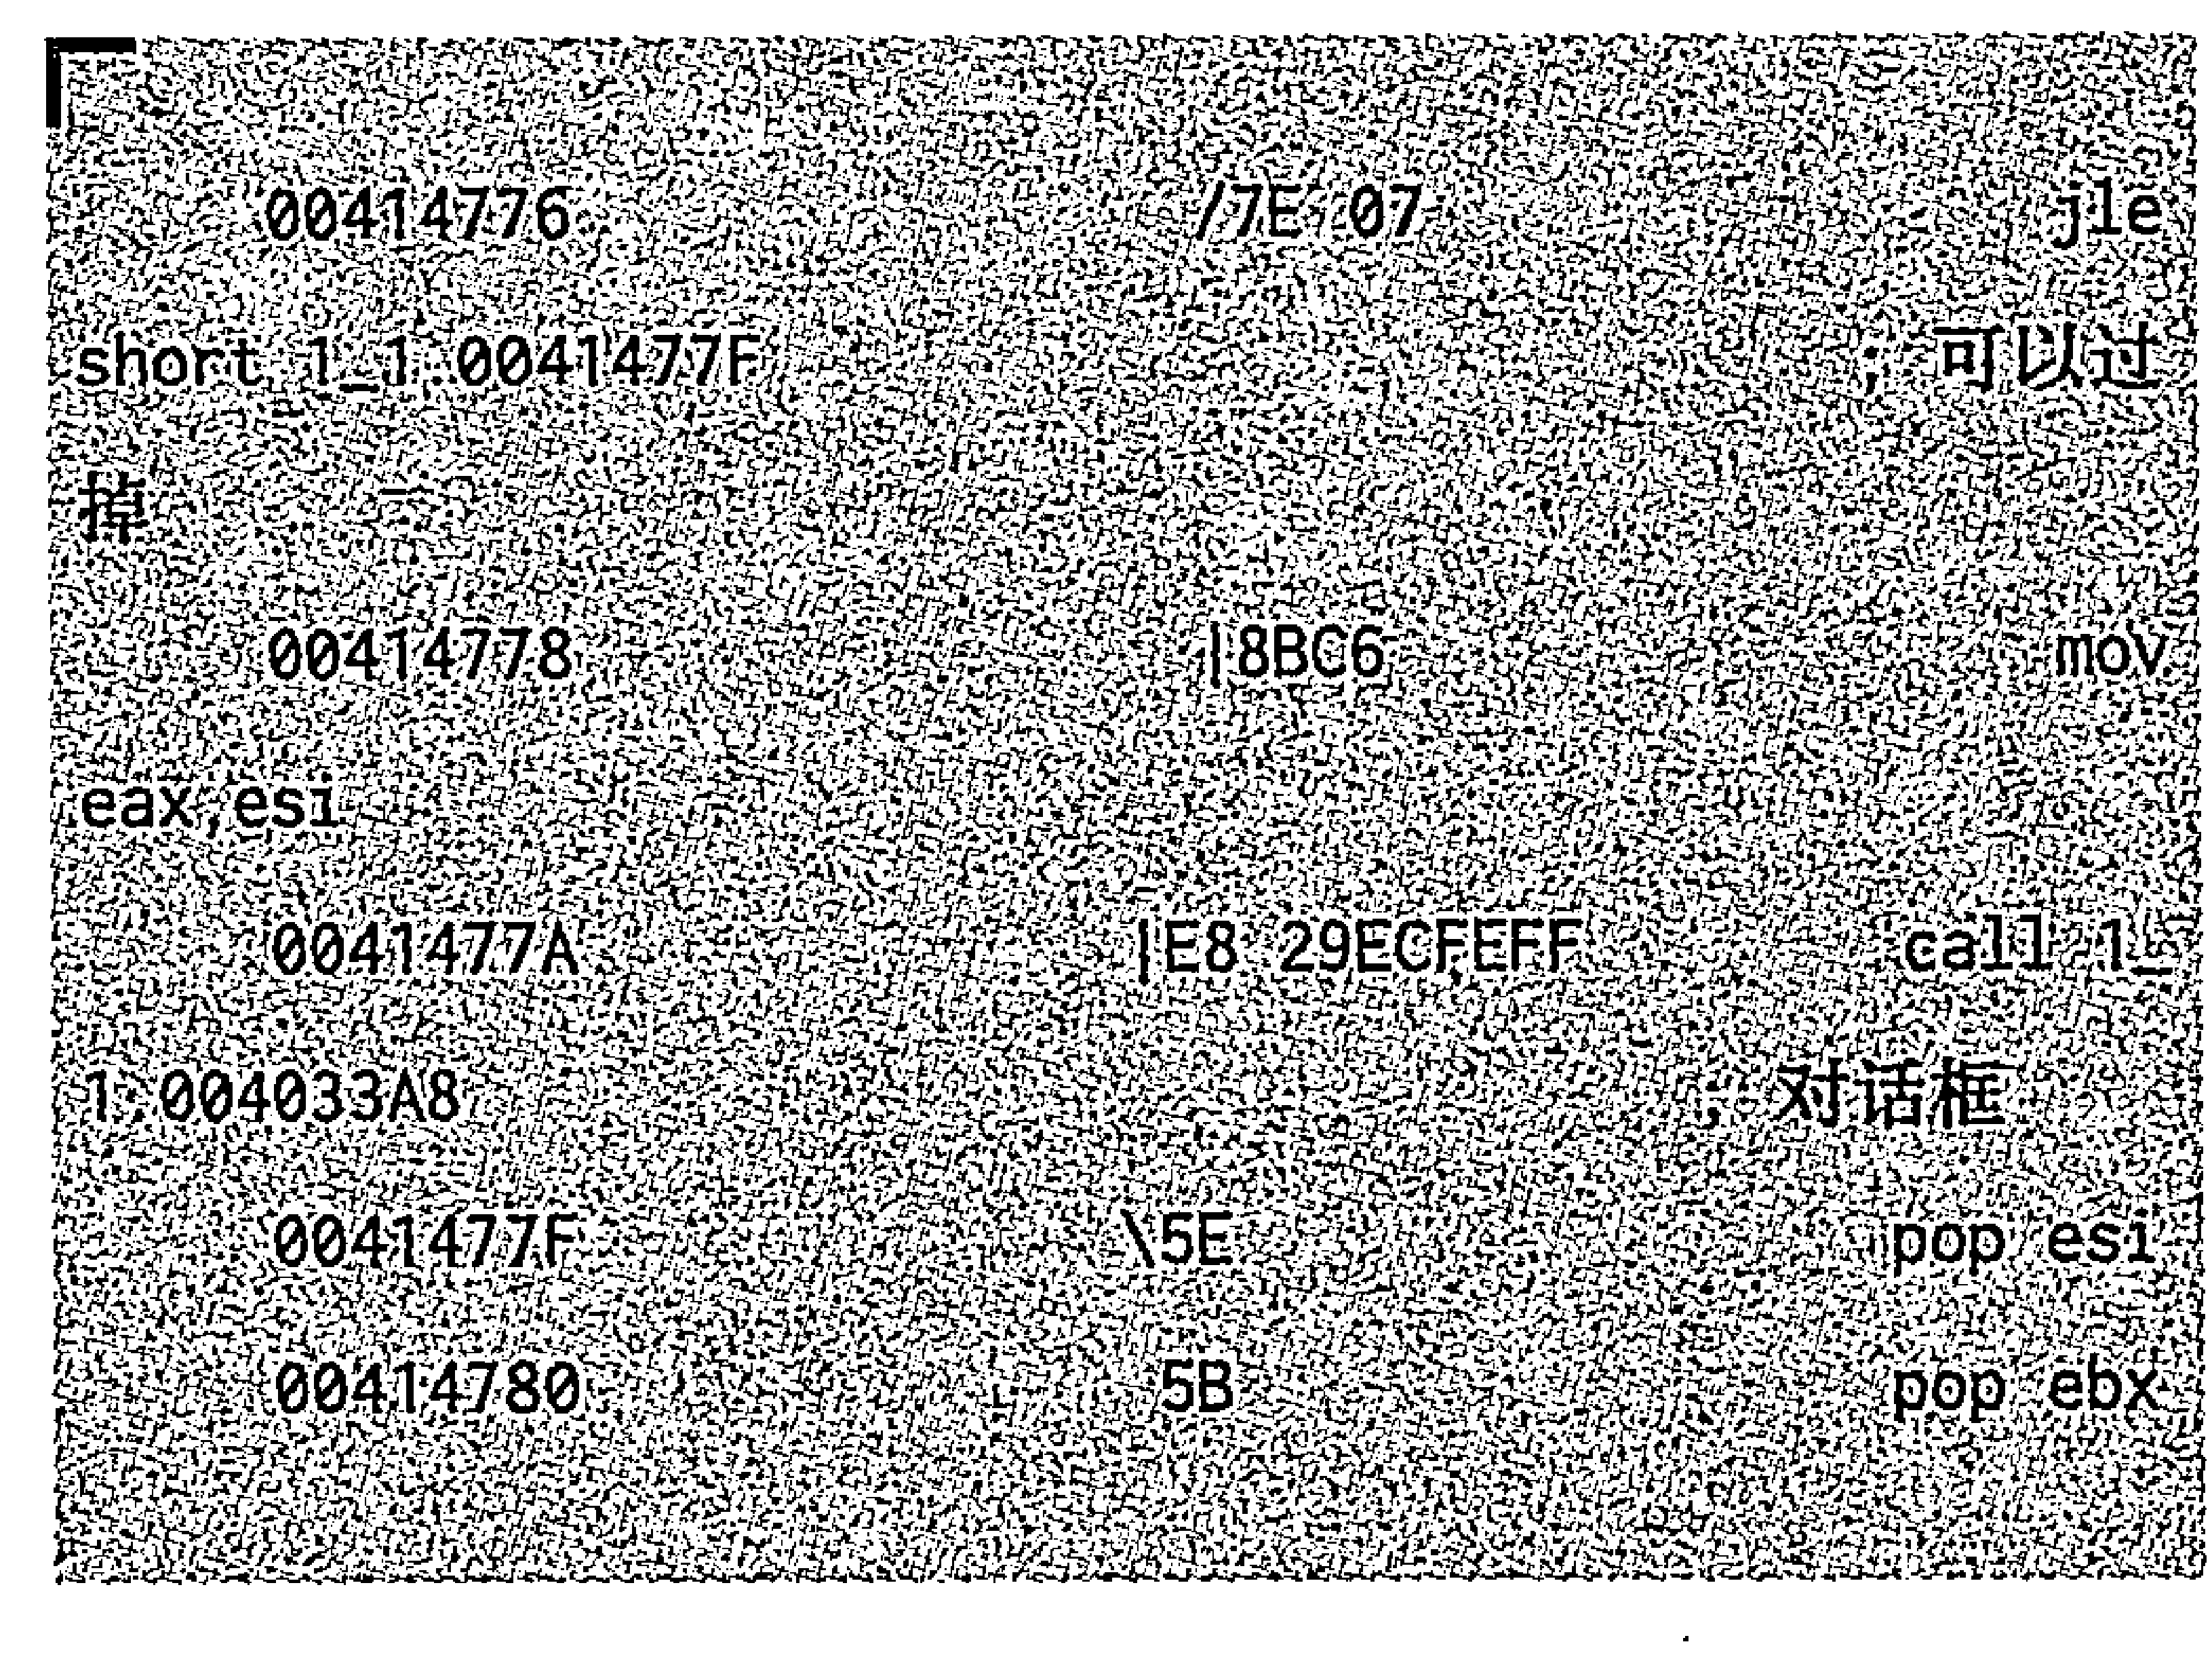 00414776 /7E 07 jle
short 1_1.0041477F ; 可以过
掉
00414778 |8BC6 mov
eax,esi
0041477A |E8 29ECFEFF call 1_
1.004033A8 ; 对话框
0041477F \5E pop esi
00414780 5B pop ebx